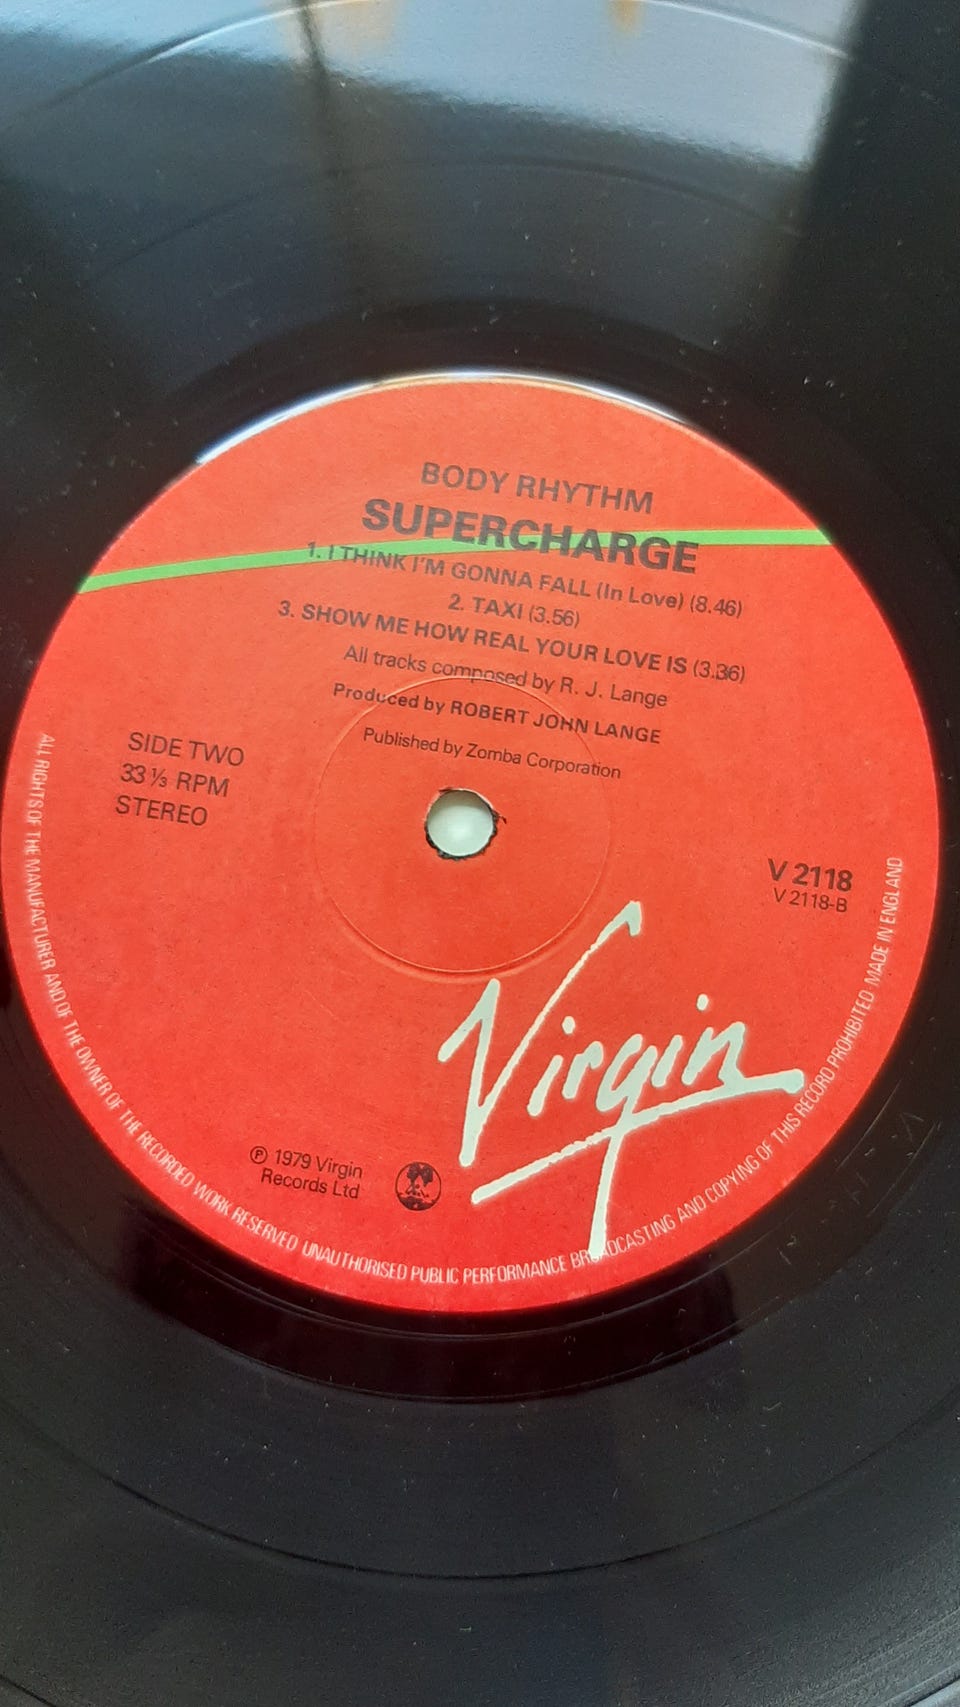 BODY RHYTHM
SUPERCHARGE
1. I THINK I'M GONNA FALL (In Love) (8.46)
2. TAXI (3.56)
3. SHOW ME HOW REAL YOUR LOVE IS (3.36)
All tracks composed by R. J. Lange
Produced by ROBERT JOHN LANGE
Published by Zomba Corporation
SIDE TWO
33⅓ RPM
STEREO
V 2118
V 2118-B
Virgin
℗ 1979 Virgin
Records Ltd
ALL RIGHTS OF THE MANUFACTURER AND OF THE OWNER OF THE RECORDED WORK RESERVED UNAUTHORISED PUBLIC PERFORMANCE BROADCASTING AND COPYING OF THIS RECORD PROHIBITED MADE IN ENGLAND